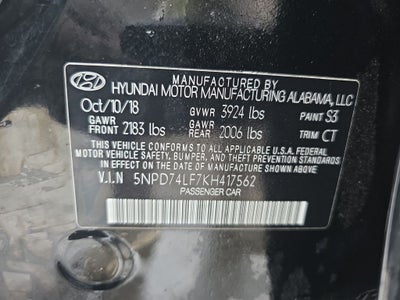 MANUFACTURED BY
HYUNDAI MOTOR MANUFACTURING ALABAMA, LLC
Oct/10/18 GVWR 3924 lbs PAINT S3
GAWR FRONT 2183 lbs GAWR REAR 2006 lbs TRIM CT
THIS VEHICLE CONFORMS TO ALL APPLICABLE U.S.A. FEDERAL
MOTOR VEHICLE SAFETY, BUMPER, AND THEFT PREVENTION
STANDARDS IN EFFECT ON THE DATE OF MANUFACTURE SHOWN ABOVE.
V.I.N 5NPD74LF7KH417562
PASSENGER CAR